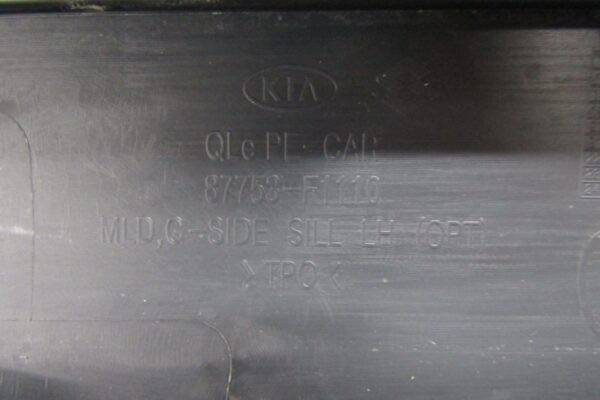 KIA
QLe PE CAR
87753-F1110
MLD,G-SIDE SILL LH (OPT)
>TPO<